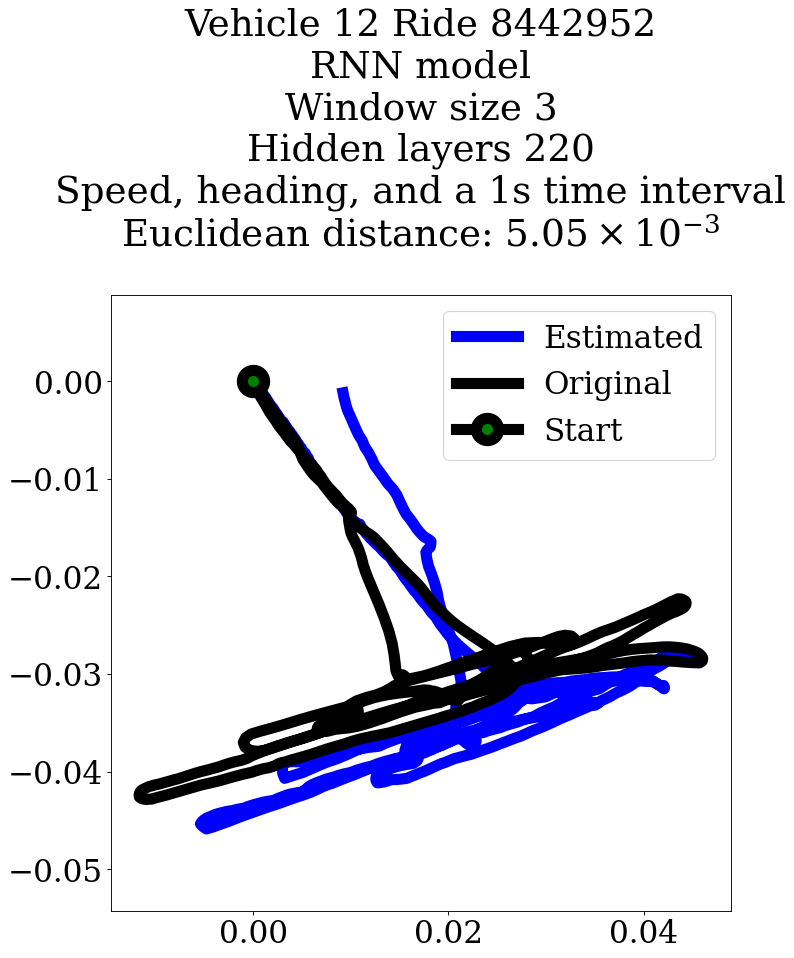 Vehicle 12 Ride 8442952
RNN model
Window size 3
Hidden layers 220
Speed, heading, and a 1s time interval
Euclidean distance: 5.05 × 10⁻³
Estimated
Original
Start
0.00
−0.01
−0.02
−0.03
−0.04
−0.05
0.00 0.02 0.04